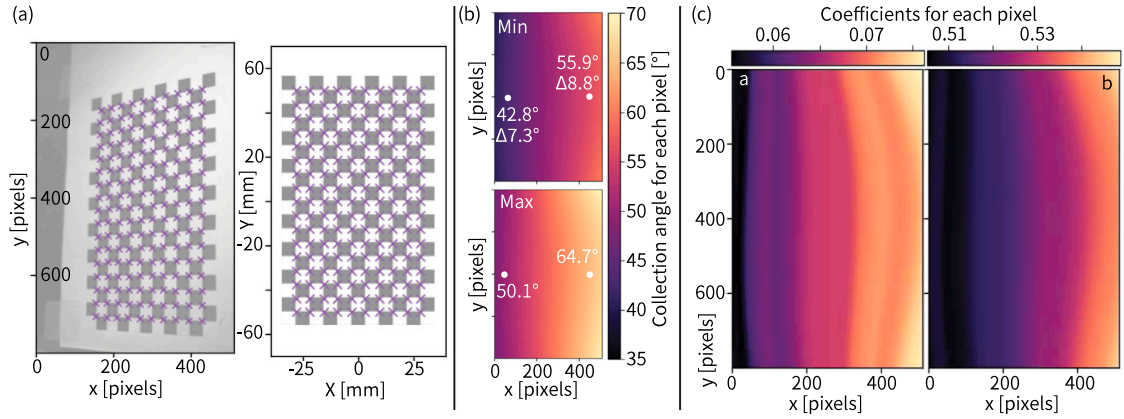 (a)
0
200
400
600
y [pixels]
200
400
x [pixels]
60
20
-20
-60
Y [mm]
-25
0
25
X [mm]
(b)
Min
55.9°
Δ8.8°
42.8°
Δ7.3°
y [pixels]
Max
64.7°
50.1°
y [pixels]
0
200
400
x [pixels]
70
65
60
55
50
45
40
35
Collection angle for each pixel [°]
(c)
Coefficients for each pixel
0.06
0.07
0.51
0.53
a
b
0
200
400
600
y [pixels]
0
200
400
x [pixels]
0
200
400
x [pixels]